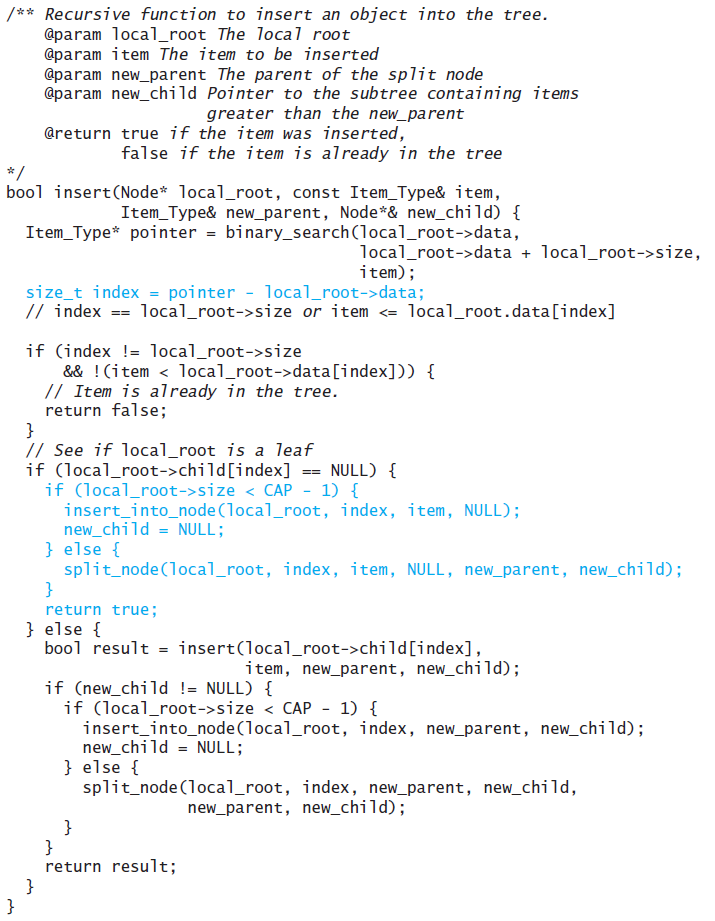 /** Recursive function to insert an object into the tree.
    @param local_root The local root
    @param item The item to be inserted
    @param new_parent The parent of the split node
    @param new_child Pointer to the subtree containing items
                     greater than the new_parent
    @return true if the item was inserted,
            false if the item is already in the tree
*/
bool insert(Node* local_root, const Item_Type& item,
            Item_Type& new_parent, Node*& new_child) {
  Item_Type* pointer = binary_search(local_root->data,
                                     local_root->data + local_root->size,
                                     item);
  size_t index = pointer - local_root->data;
  // index == local_root->size or item <= local_root.data[index]

  if (index != local_root->size
      && !(item < local_root->data[index])) {
    // Item is already in the tree.
    return false;
  }
  // See if local_root is a leaf
  if (local_root->child[index] == NULL) {
    if (local_root->size < CAP - 1) {
      insert_into_node(local_root, index, item, NULL);
      new_child = NULL;
    } else {
      split_node(local_root, index, item, NULL, new_parent, new_child);
    }
    return true;
  } else {
    bool result = insert(local_root->child[index],
                         item, new_parent, new_child);
    if (new_child != NULL) {
      if (local_root->size < CAP - 1) {
        insert_into_node(local_root, index, new_parent, new_child);
        new_child = NULL;
      } else {
        split_node(local_root, index, new_parent, new_child,
                   new_parent, new_child);
      }
    }
    return result;
  }
}